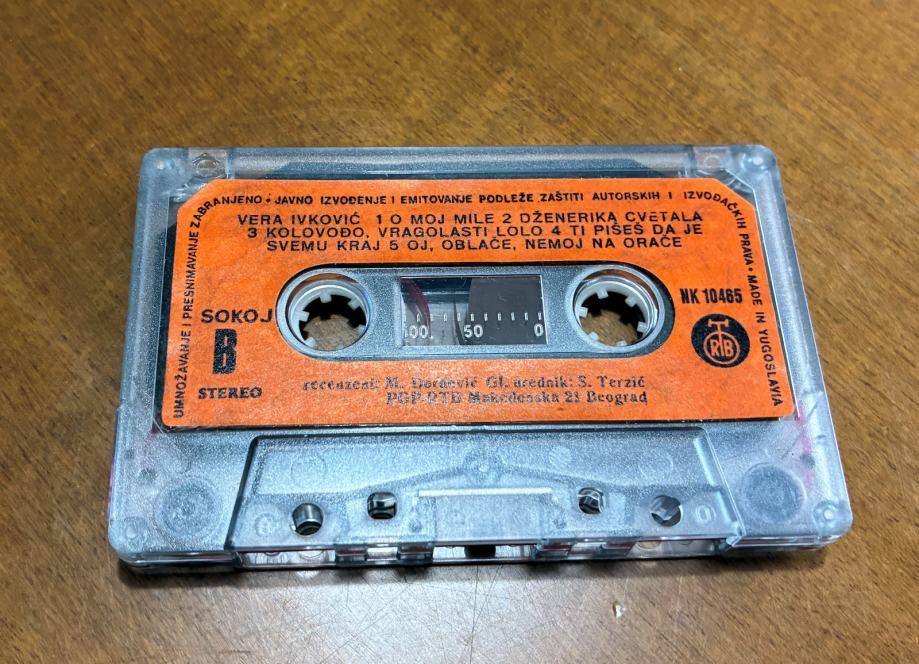 UMNOŽAVANJE I PRESNIMAVANJE ZABRANJENO • JAVNO IZVOĐENJE I EMITOVANJE PODLEŽE ZAŠTITI AUTORSKIH I IZVOĐAČKIH PRAVA • MADE IN YUGOSLAVIA
VERA IVKOVIĆ 1 O MOJ MILE 2 DŽENERIKA CVETALA
3 KOLOVOĐO, VRAGOLASTI LOLO 4 TI PIŠEŠ DA JE
SVEMU KRAJ 5 OJ, OBLAČE, NEMOJ NA ORAČE
NK 10465
SOKOJ
B
STEREO
100. 50 0
RTB
recenzent: M. Đorđević Gl. urednik: S. Terzić
PGP-RTB Makedonska 21 Beograd